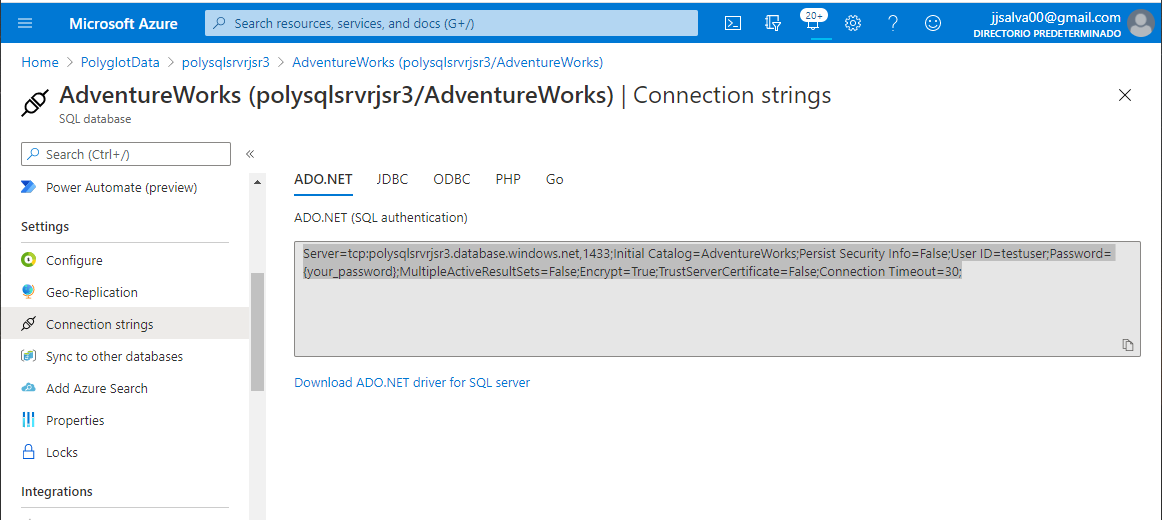 Microsoft Azure
Search resources, services, and docs (G+/)
20+
jjsalva00@gmail.com
DIRECTORIO PREDETERMINADO
Home > PolyglotData > polysqlsrvrjsr3 > AdventureWorks (polysqlsrvrjsr3/AdventureWorks)
AdventureWorks (polysqlsrvrjsr3/AdventureWorks) | Connection strings
SQL database
Search (Ctrl+/)
Power Automate (preview)
Settings
Configure
Geo-Replication
Connection strings
Sync to other databases
Add Azure Search
Properties
Locks
Integrations
ADO.NET JDBC ODBC PHP Go
ADO.NET (SQL authentication)
Server=tcp:polysqlsrvrjsr3.database.windows.net,1433;Initial Catalog=AdventureWorks;Persist Security Info=False;User ID=testuser;Password=
{your_password};MultipleActiveResultSets=False;Encrypt=True;TrustServerCertificate=False;Connection Timeout=30;
Download ADO.NET driver for SQL server